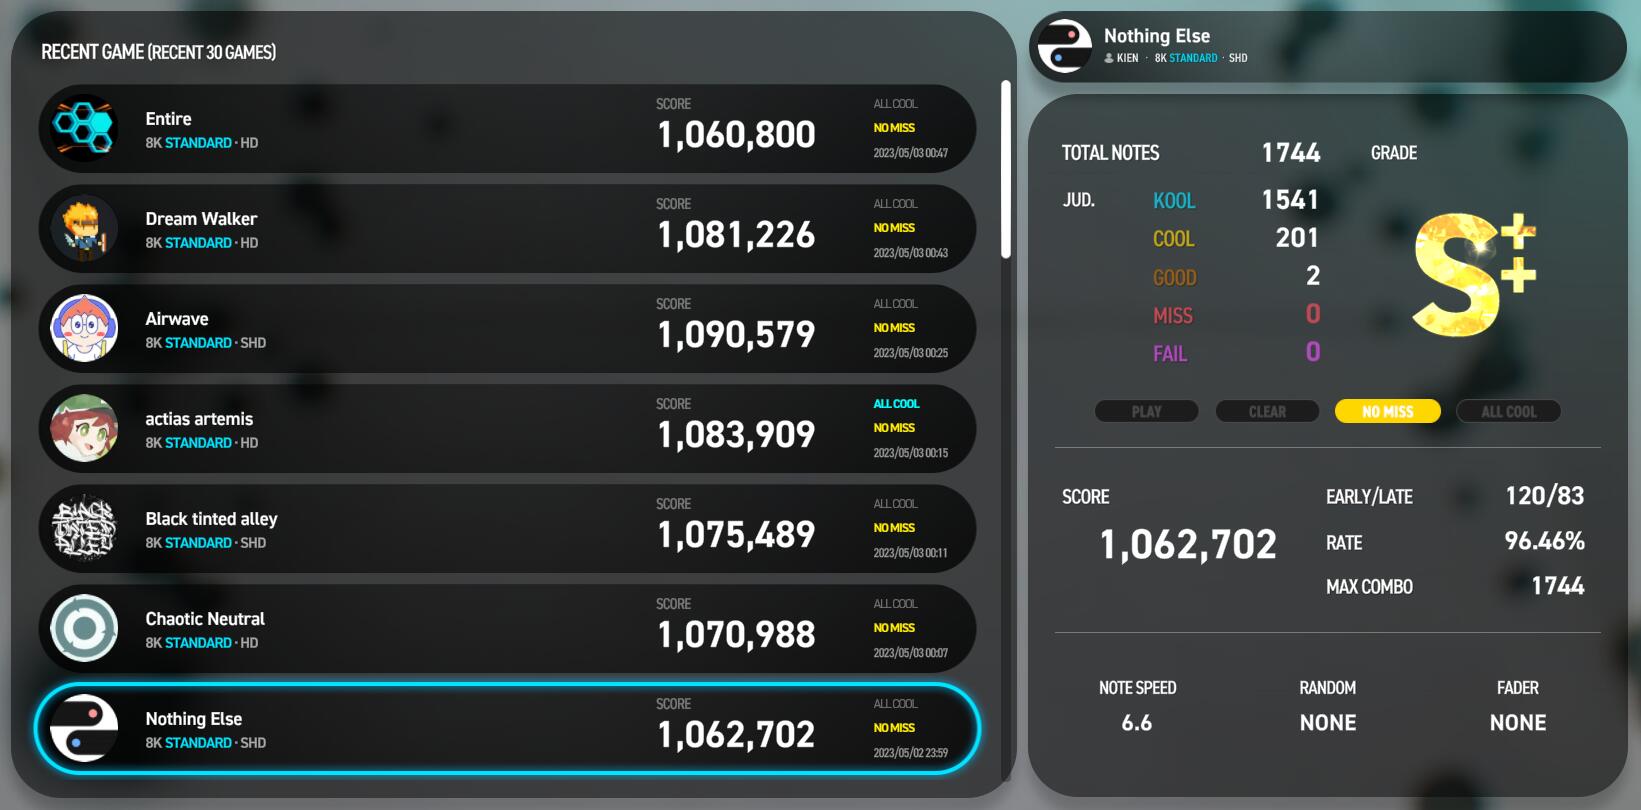 RECENT GAME (RECENT 30 GAMES)
Entire
8K STANDARD · HD
SCORE
1,060,800
ALL COOL
NO MISS
2023/05/03 00:47
Dream Walker
8K STANDARD · HD
SCORE
1,081,226
ALL COOL
NO MISS
2023/05/03 00:43
Airwave
8K STANDARD · SHD
SCORE
1,090,579
ALL COOL
NO MISS
2023/05/03 00:25
actias artemis
8K STANDARD · HD
SCORE
1,083,909
ALL COOL
NO MISS
2023/05/03 00:15
BLACK
TINTED
ALLEY
Black tinted alley
8K STANDARD · SHD
SCORE
1,075,489
ALL COOL
NO MISS
2023/05/03 00:11
Chaotic Neutral
8K STANDARD · HD
SCORE
1,070,988
ALL COOL
NO MISS
2023/05/03 00:07
Nothing Else
8K STANDARD · SHD
SCORE
1,062,702
ALL COOL
NO MISS
2023/05/02 23:59
Nothing Else
KIEN · 8K STANDARD · SHD
TOTAL NOTES 1744
GRADE
S++
JUD. KOOL 1541
COOL 201
GOOD 2
MISS 0
FAIL 0
PLAY CLEAR NO MISS ALL COOL
SCORE
1,062,702
EARLY/LATE 120/83
RATE 96.46%
MAX COMBO 1744
NOTE SPEED RANDOM FADER
6.6 NONE NONE